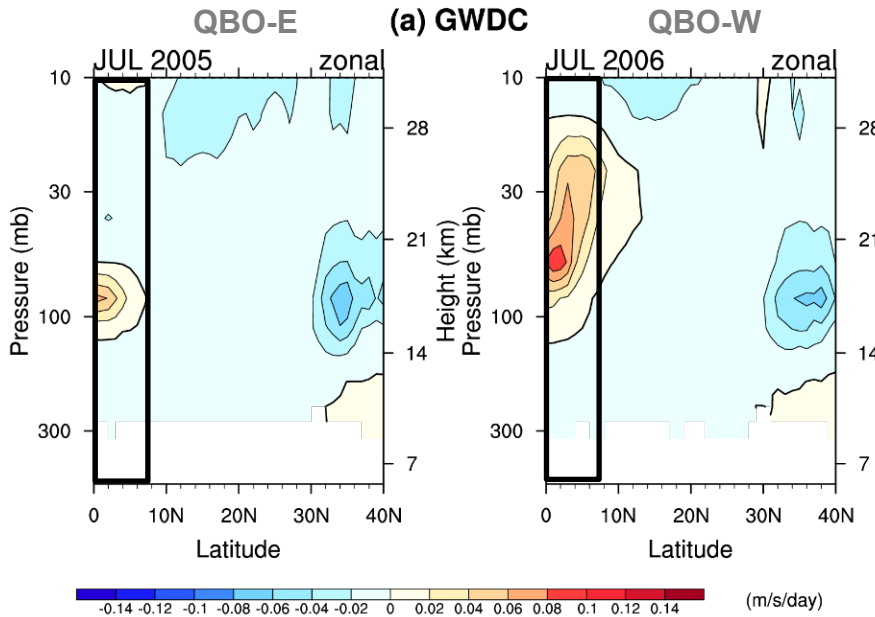 QBO-E (a) GWDC QBO-W
JUL 2005 zonal
10
30
100
300
Pressure (mb)
28
21
14
7
Height (km)
0 10N 20N 30N 40N
Latitude
JUL 2006 zonal
10
30
100
300
Pressure (mb)
28
21
14
7
0 10N 20N 30N 40N
Latitude
-0.14 -0.12 -0.1 -0.08 -0.06 -0.04 -0.02 0 0.02 0.04 0.06 0.08 0.1 0.12 0.14 (m/s/day)